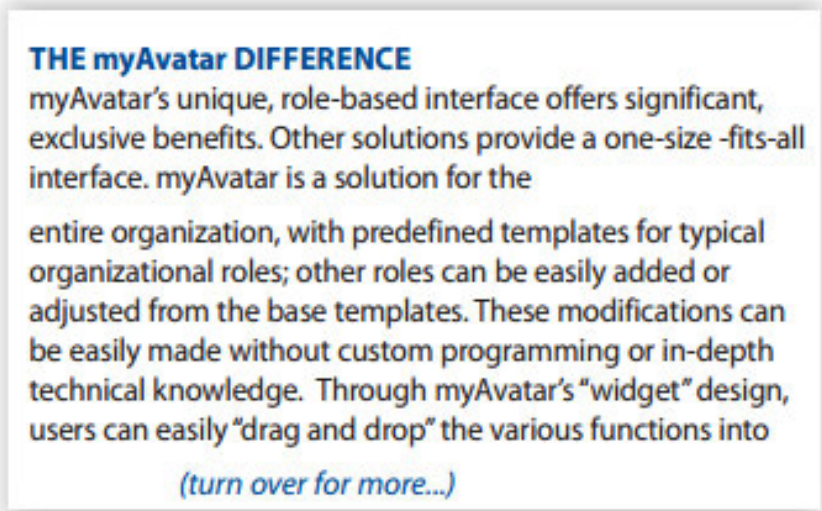 THE myAvatar DIFFERENCE
myAvatar's unique, role-based interface offers significant,
exclusive benefits. Other solutions provide a one-size -fits-all
interface. myAvatar is a solution for the
entire organization, with predefined templates for typical
organizational roles; other roles can be easily added or
adjusted from the base templates. These modifications can
be easily made without custom programming or in-depth
technical knowledge.  Through myAvatar's “widget” design,
users can easily “drag and drop” the various functions into
(turn over for more...)